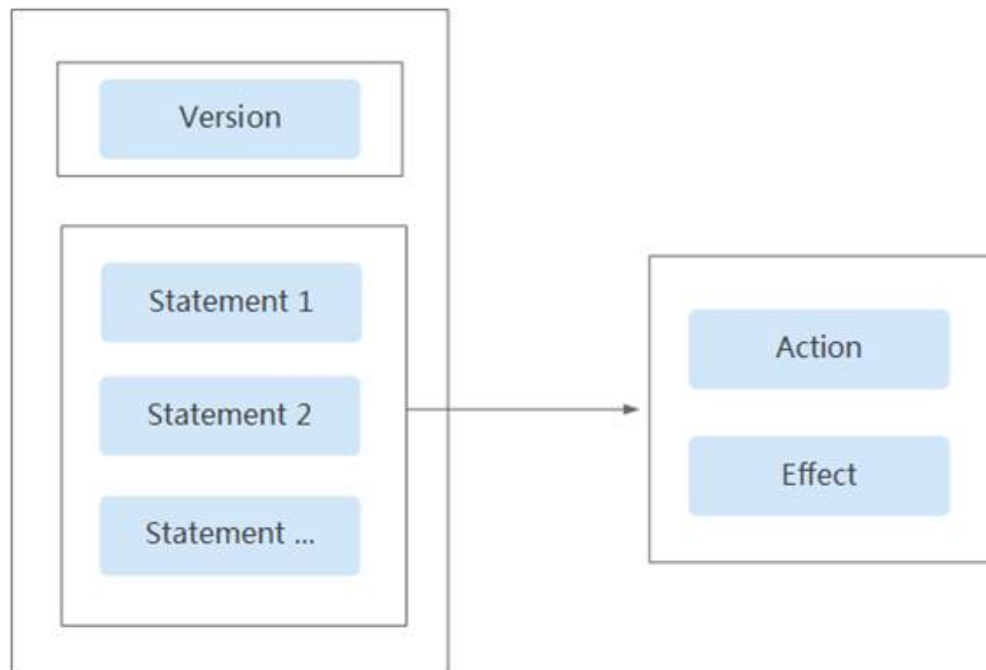 Version
Statement 1
Statement 2
Statement ...
Action
Effect